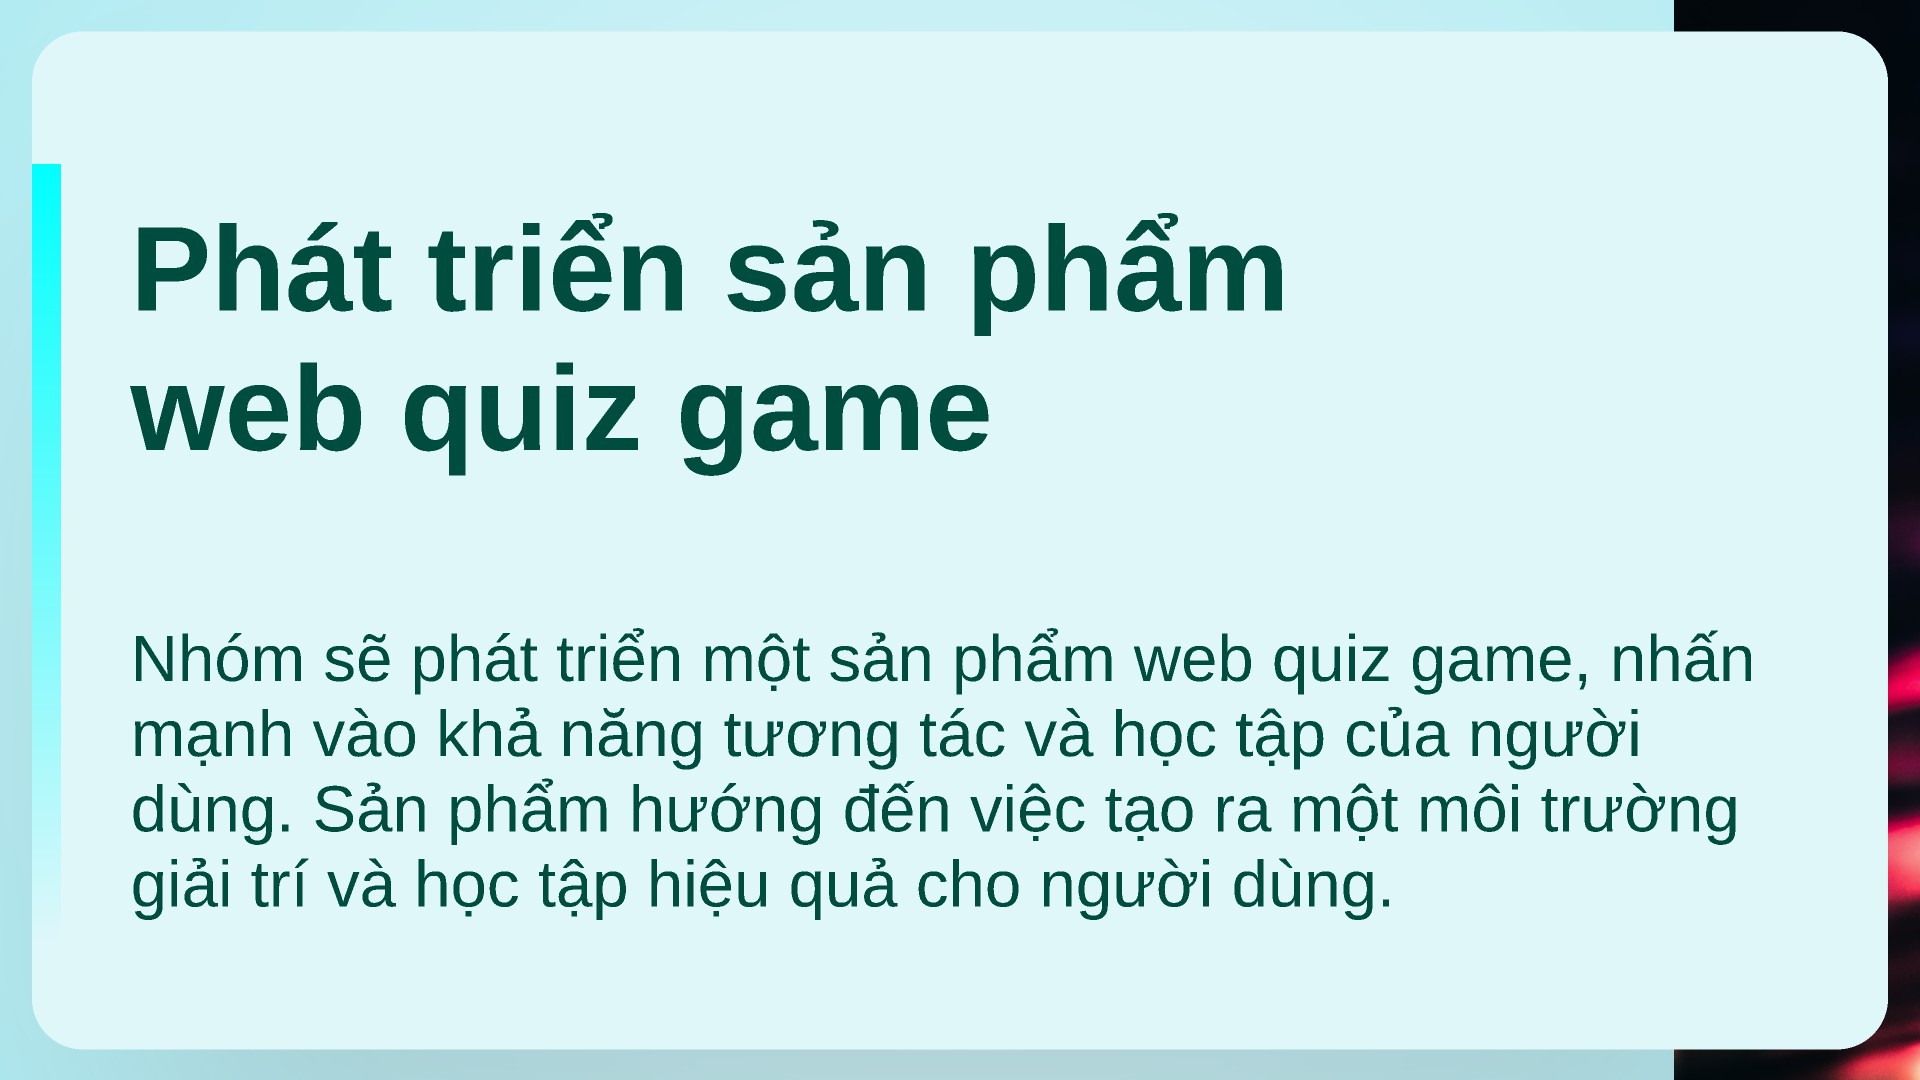 Phát triển sản phẩm
web quiz game
Nhóm sẽ phát triển một sản phẩm web quiz game, nhấn
mạnh vào khả năng tương tác và học tập của người
dùng. Sản phẩm hướng đến việc tạo ra một môi trường
giải trí và học tập hiệu quả cho người dùng.